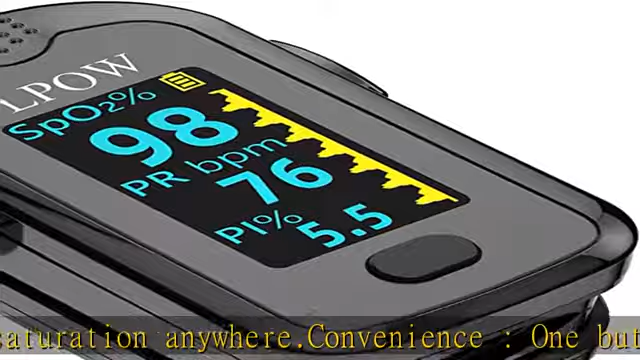 LPOW
SpO₂%
98
PR bpm
76
PI%
5.5
saturation anywhere.Convenience : One but